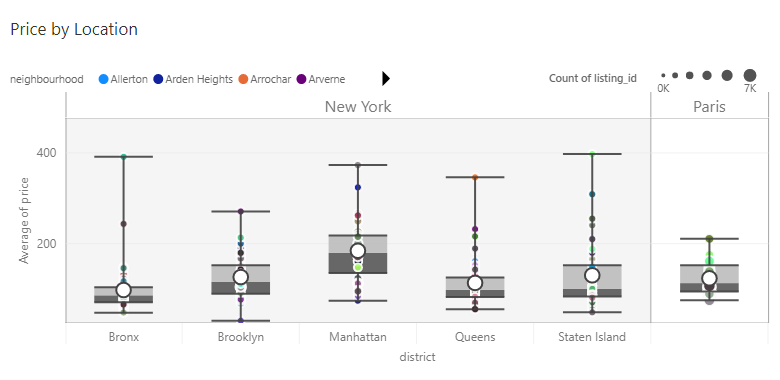 Price by Location
neighbourhood Allerton Arden Heights Arrochar Arverne Count of listing_id
0K 7K
New York Paris
400
200
Average of price
Bronx Brooklyn Manhattan Queens Staten Island
district